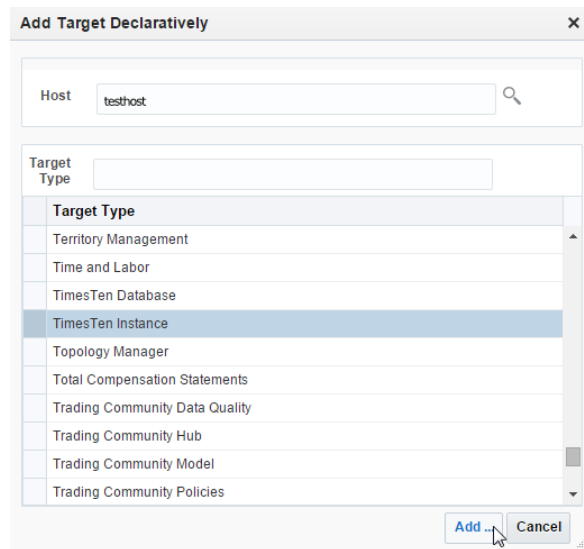 Add Target Declaratively
Host
testhost
Target
Type
Target Type
Territory Management
Time and Labor
TimesTen Database
TimesTen Instance
Topology Manager
Total Compensation Statements
Trading Community Data Quality
Trading Community Hub
Trading Community Model
Trading Community Policies
Add ... Cancel